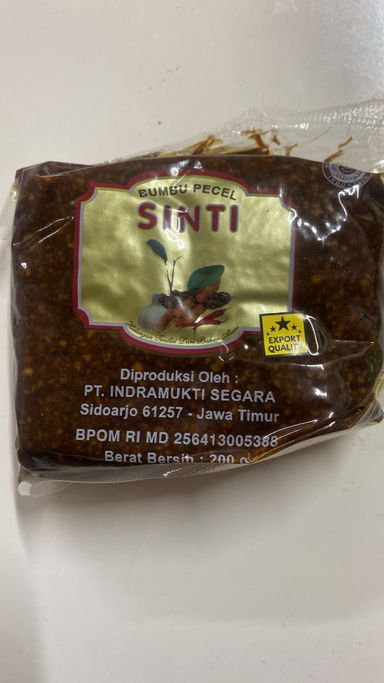 BUMBU PECEL
SINTI
EXPORT
QUALITY
Diproduksi Oleh :
PT. INDRAMUKTI SEGARA
Sidoarjo 61257 - Jawa Timur
BPOM RI MD 256413005388
Berat Bersih : 200 g